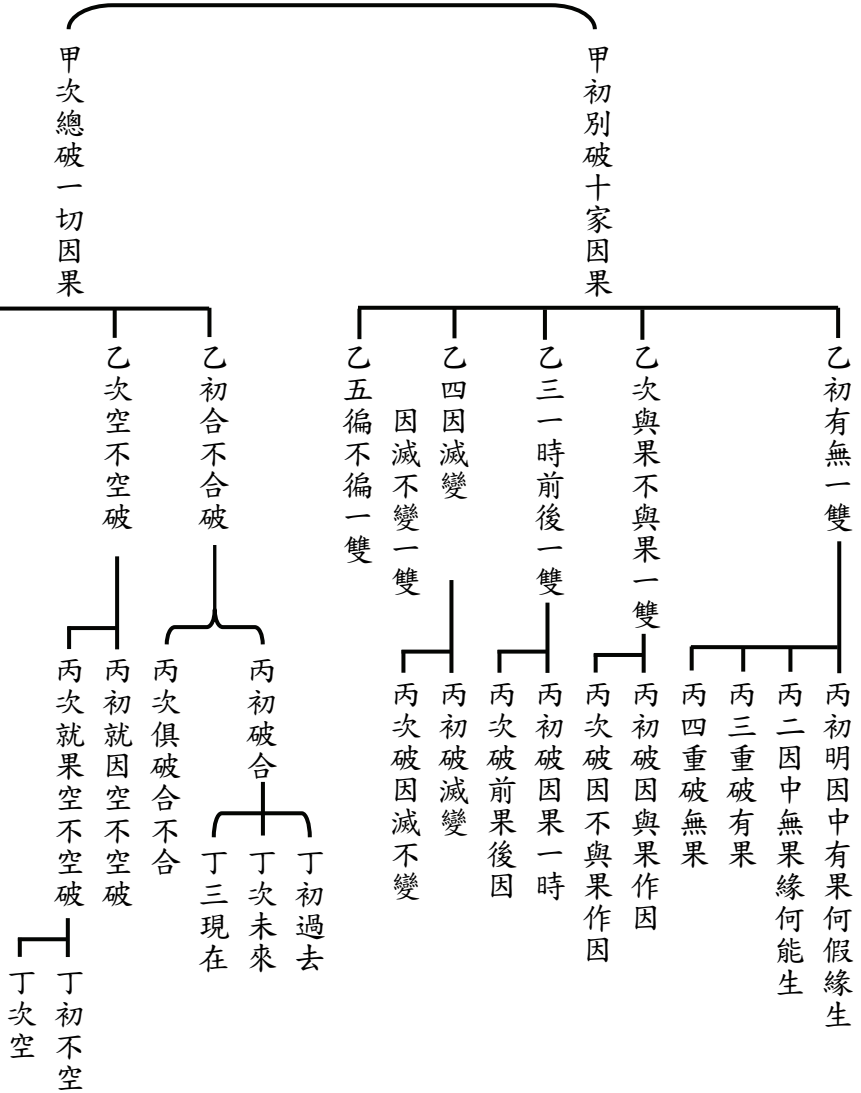 甲初別破十家因果
乙初有無一雙
丙初明因中有果何假緣生
丙二因中無果緣何能生
丙三重破有果
丙四重破無果
乙次與果不與果一雙
丙初破因與果作因
丙次破因不與果作因
乙三一時前後一雙
丙初破因果一時
丙次破前果後因
乙四因滅變
因滅不變一雙
丙初破滅變
丙次破因滅不變
乙五徧不徧一雙
甲次總破一切因果
乙初合不合破
丙初破合
丁初過去
丁次未來
丁三現在
丙次俱破合不合
乙次空不空破
丙初就因空不空破
丙次就果空不空破
丁初不空
丁次空